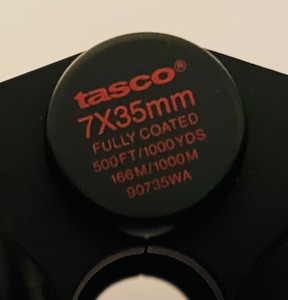 tasco®
7X35mm
FULLY COATED
500FT/1000YDS
166M/1000M
90735WA